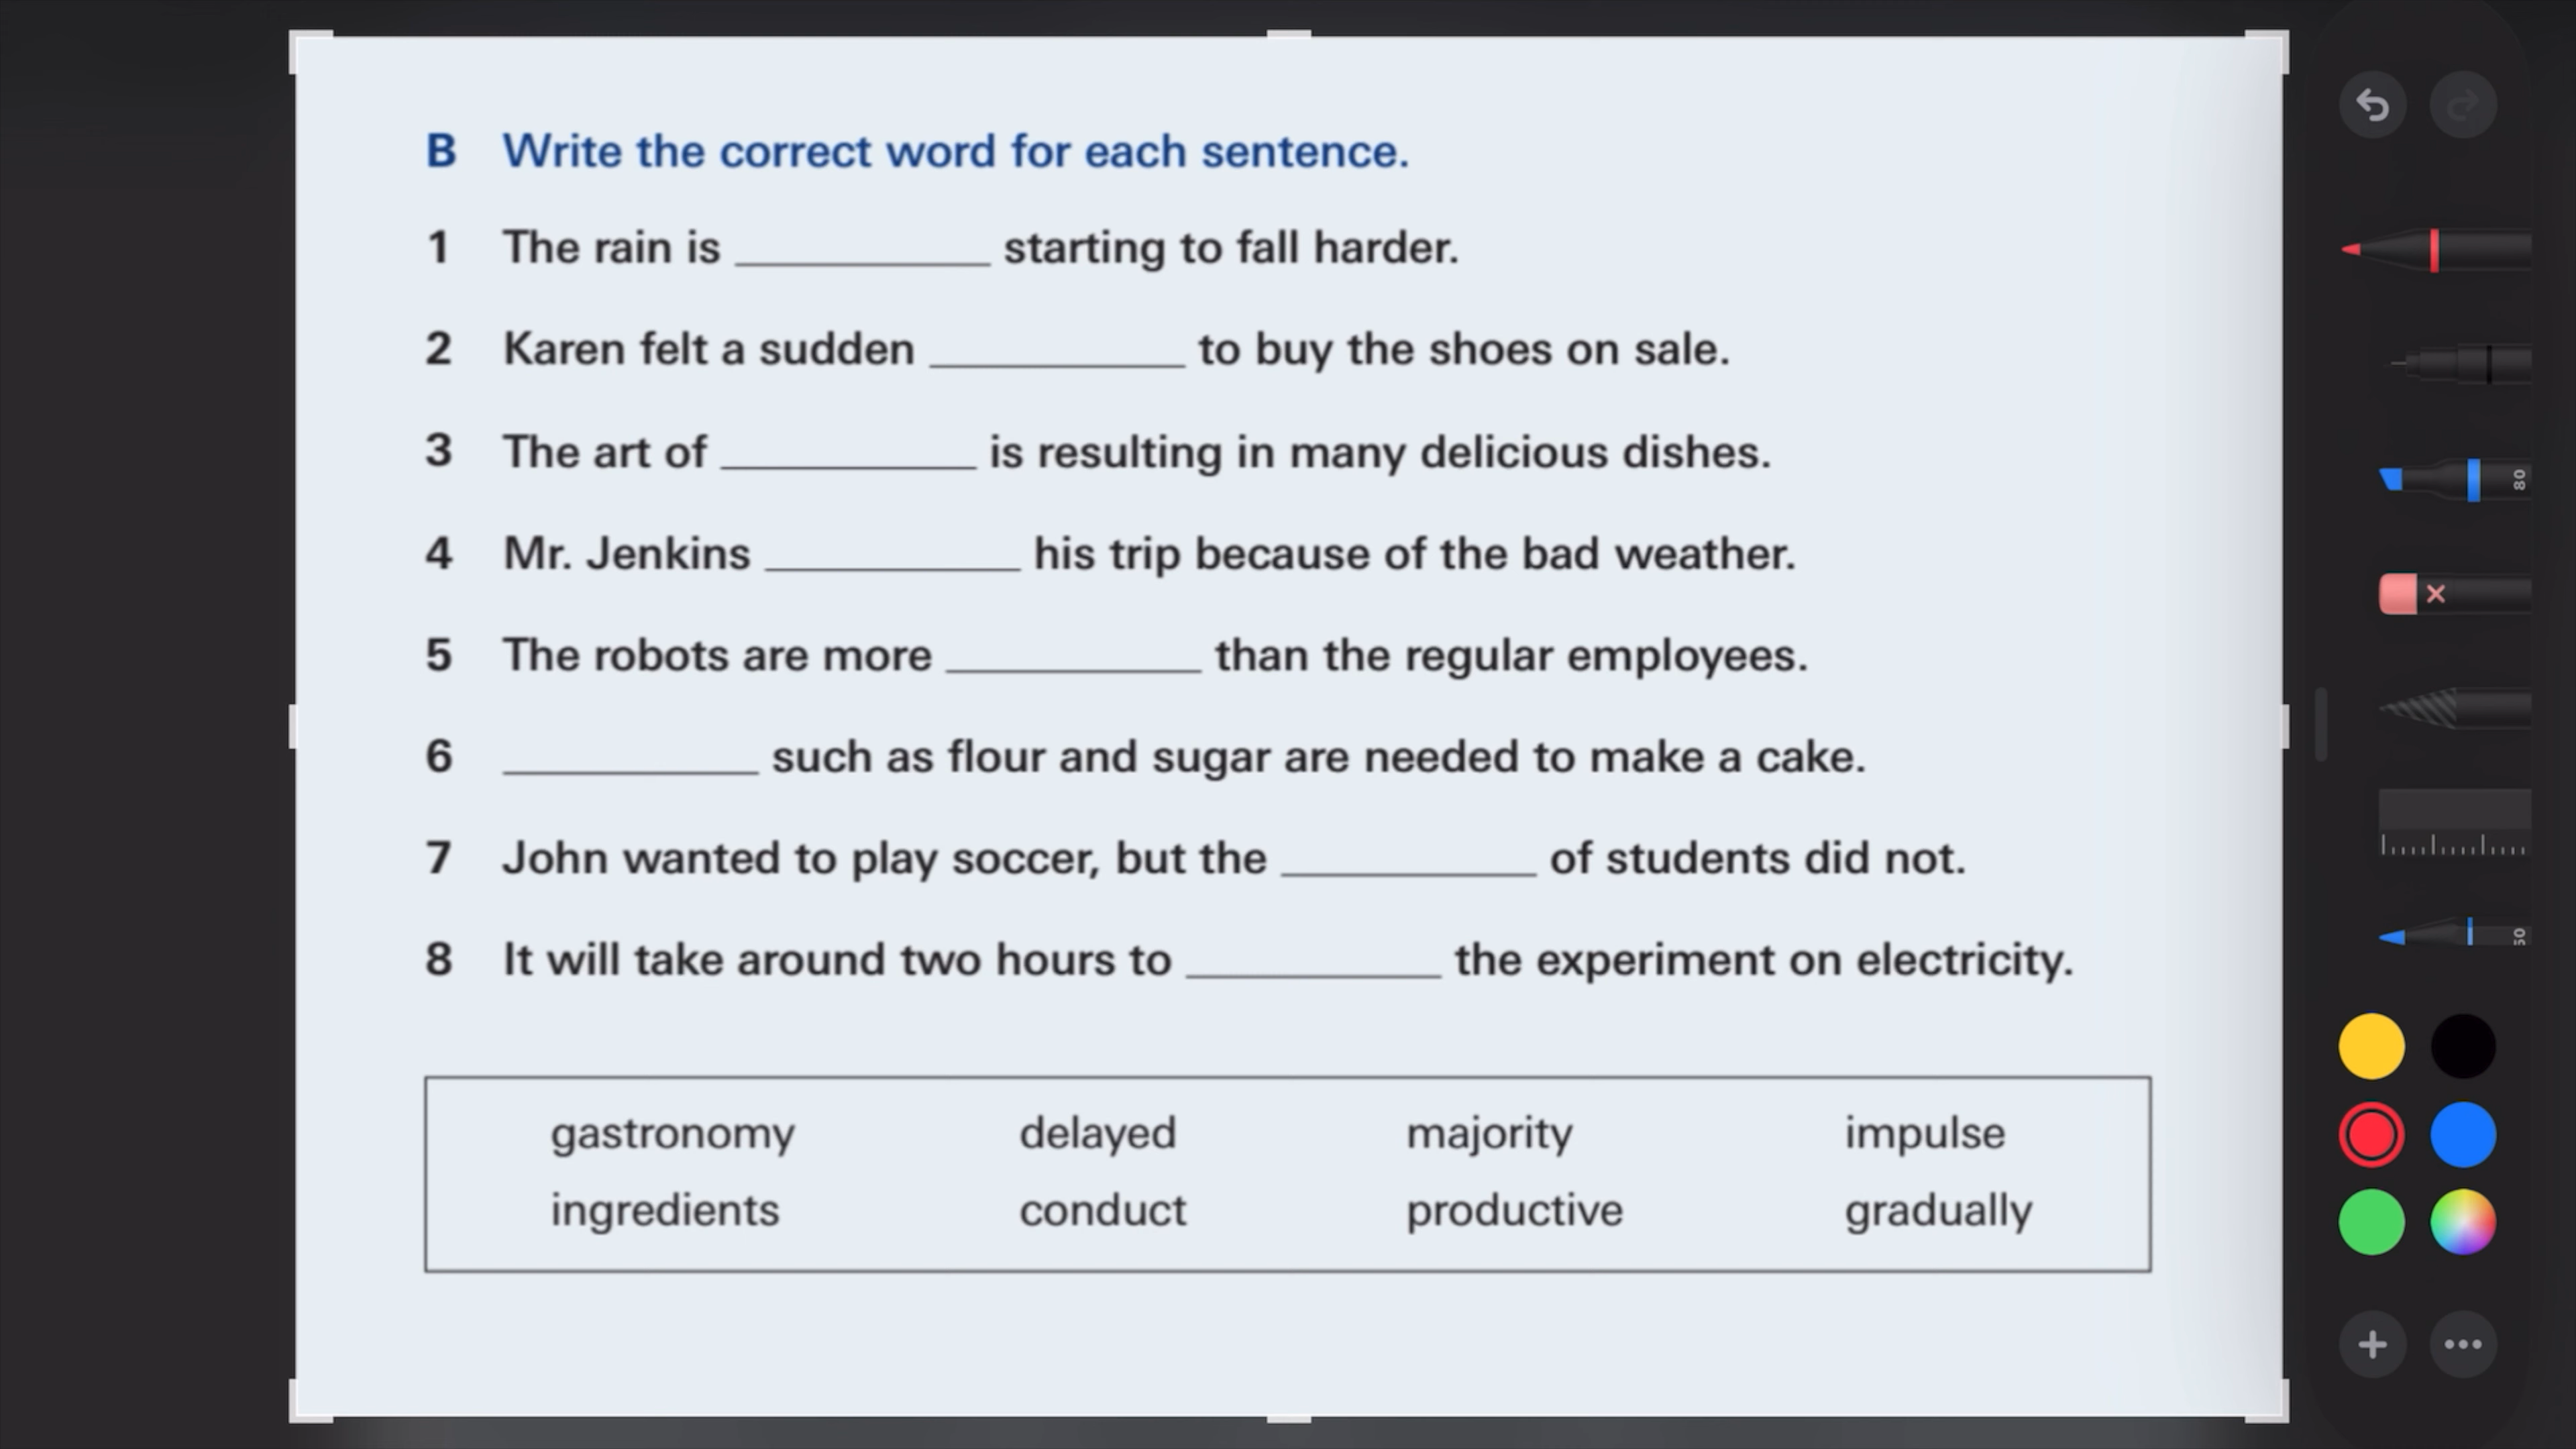 B Write the correct word for each sentence.
1 The rain is __________ starting to fall harder.
2 Karen felt a sudden __________ to buy the shoes on sale.
3 The art of __________ is resulting in many delicious dishes.
4 Mr. Jenkins __________ his trip because of the bad weather.
5 The robots are more __________ than the regular employees.
6 __________ such as flour and sugar are needed to make a cake.
7 John wanted to play soccer, but the __________ of students did not.
8 It will take around two hours to __________ the experiment on electricity.
gastronomy delayed majority impulse
ingredients conduct productive gradually
80
50